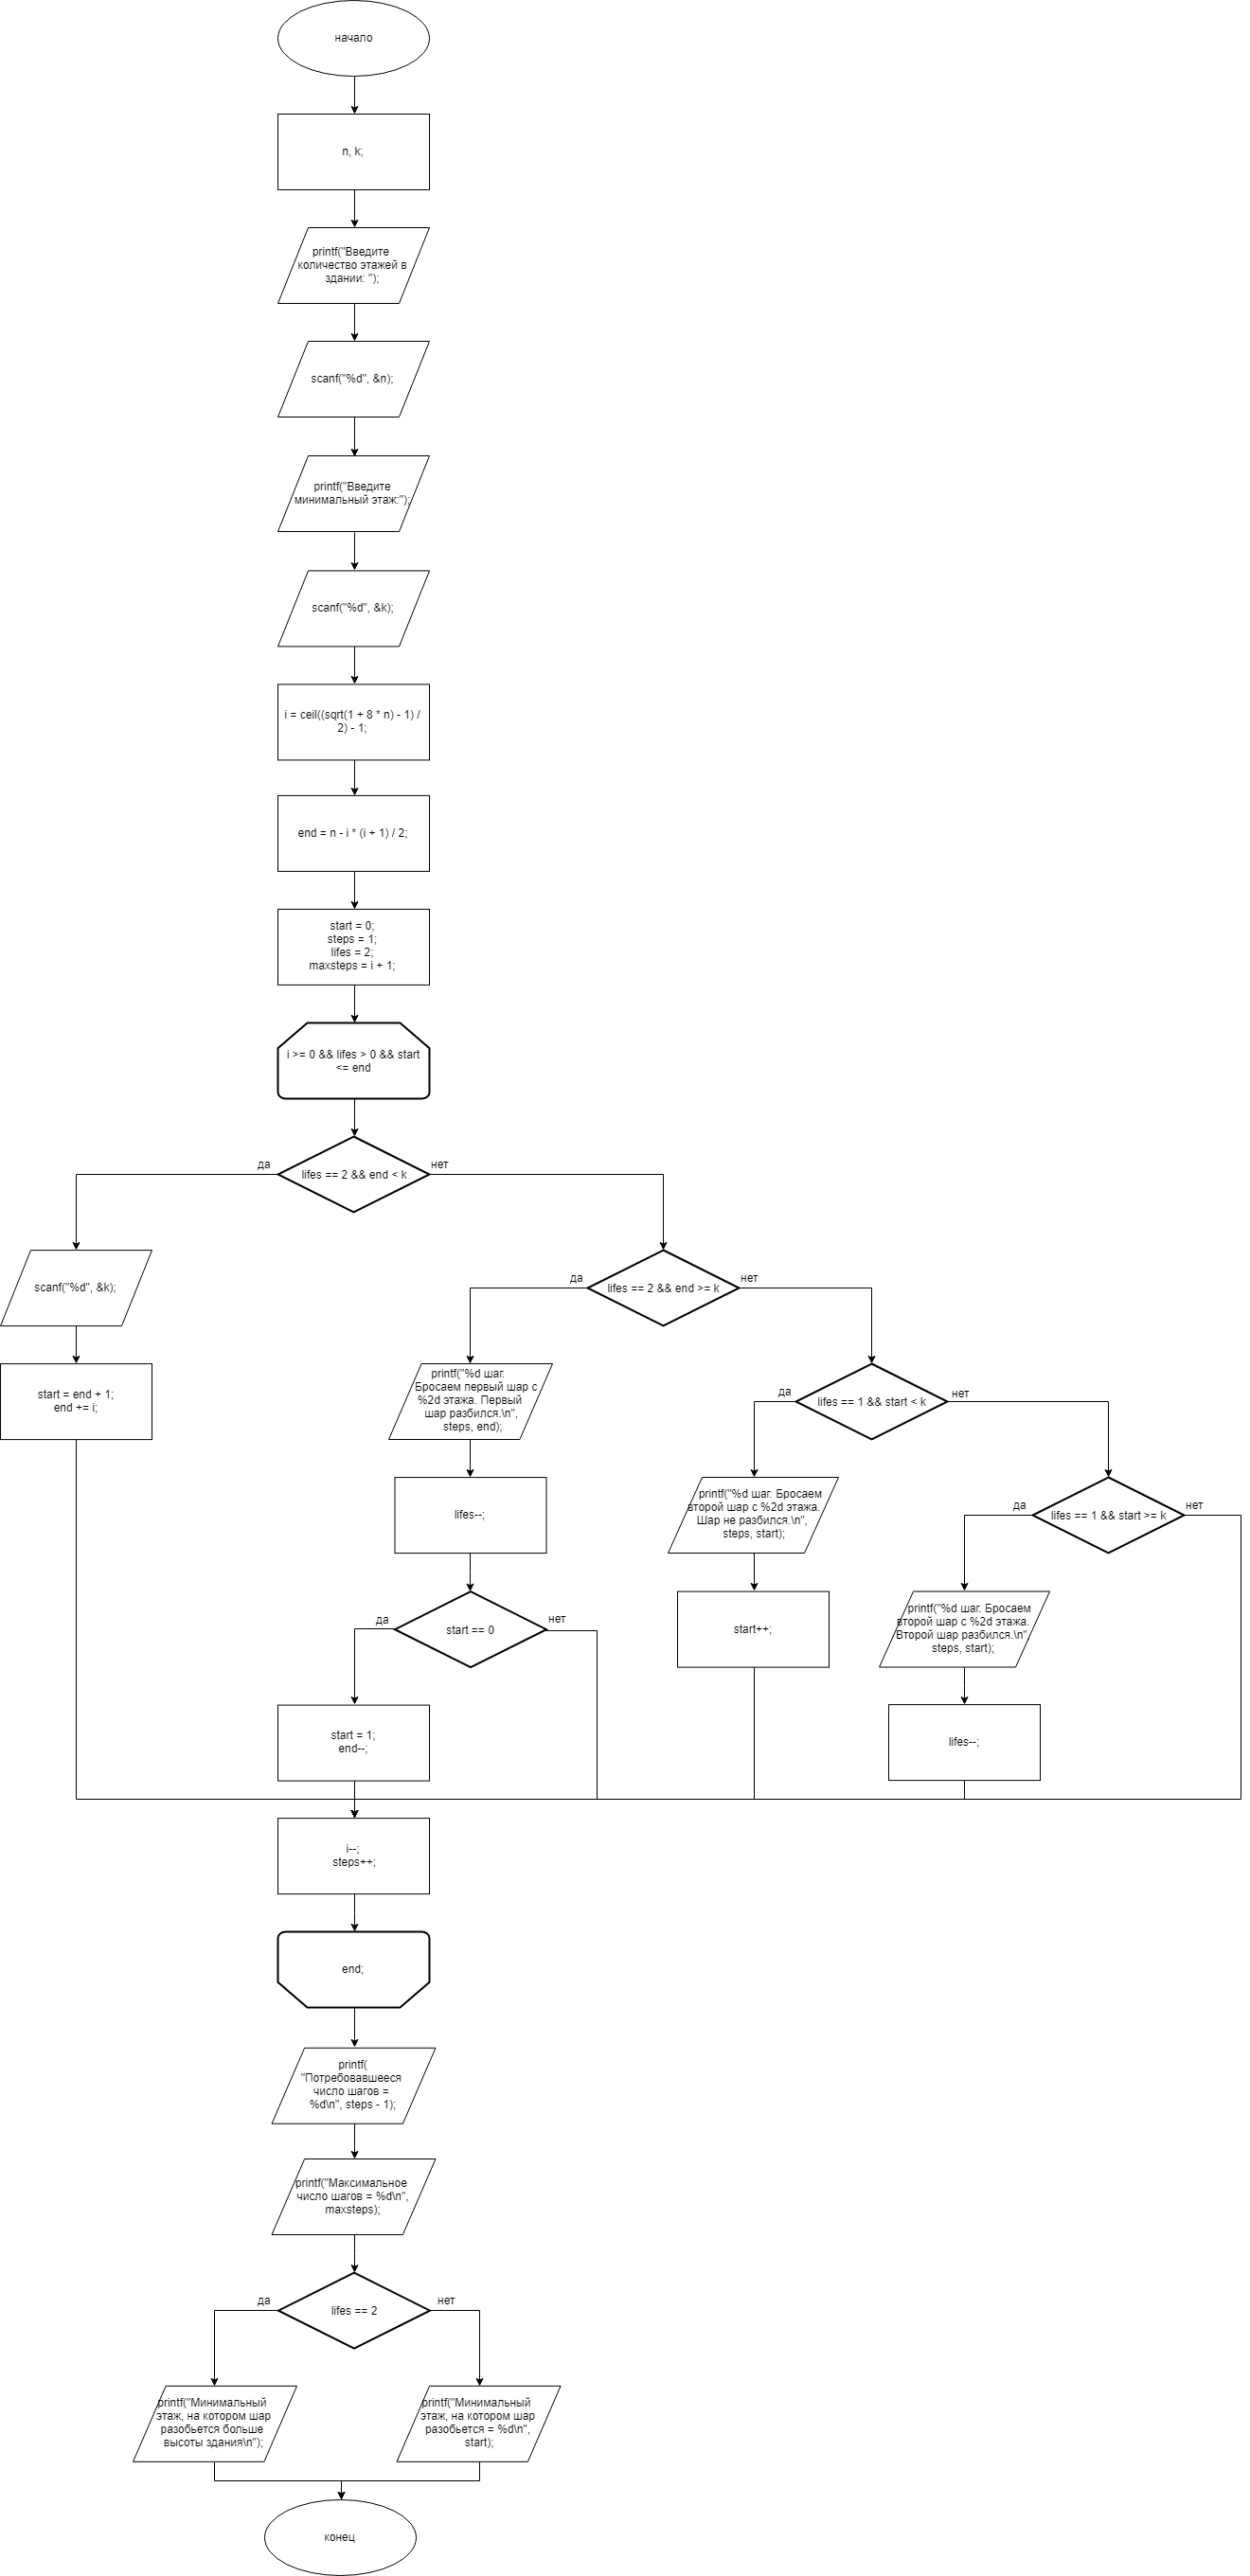 начало
n, k;
printf("Введите
количество этажей в
здании: ");
scanf("%d", &n);
printf("Введите
минимальный этаж:");
scanf("%d", &k);
i = ceil((sqrt(1 + 8 * n) - 1) /
2) - 1;
end = n - i * (i + 1) / 2;
start = 0;
steps = 1;
lifes = 2;
maxsteps = i + 1;
i >= 0 && lifes > 0 && start
<= end
lifes == 2 && end < k
да
нет
scanf("%d", &k);
start = end + 1;
end += i;
lifes == 2 && end >= k
да
нет
printf("%d шаг.
Бросаем первый шар с
%2d этажа. Первый
шар разбился.\n",
steps, end);
lifes--;
start == 0
да
нет
start = 1;
end--;
lifes == 1 && start < k
да
нет
printf("%d шаг. Бросаем
второй шар с %2d этажа.
Шар не разбился.\n",
steps, start);
start++;
lifes == 1 && start >= k
да
нет
printf("%d шаг. Бросаем
второй шар с %2d этажа.
Второй шар разбился.\n",
steps, start);
lifes--;
i--;
steps++;
end;
printf(
"Потребовавшееся
число шагов =
%d\n", steps - 1);
printf("Максимальное
число шагов = %d\n",
maxsteps);
lifes == 2
да
нет
printf("Минимальный
этаж, на котором шар
разобьется больше
высоты здания\n");
printf("Минимальный
этаж, на котором шар
разобьется = %d\n",
start);
конец